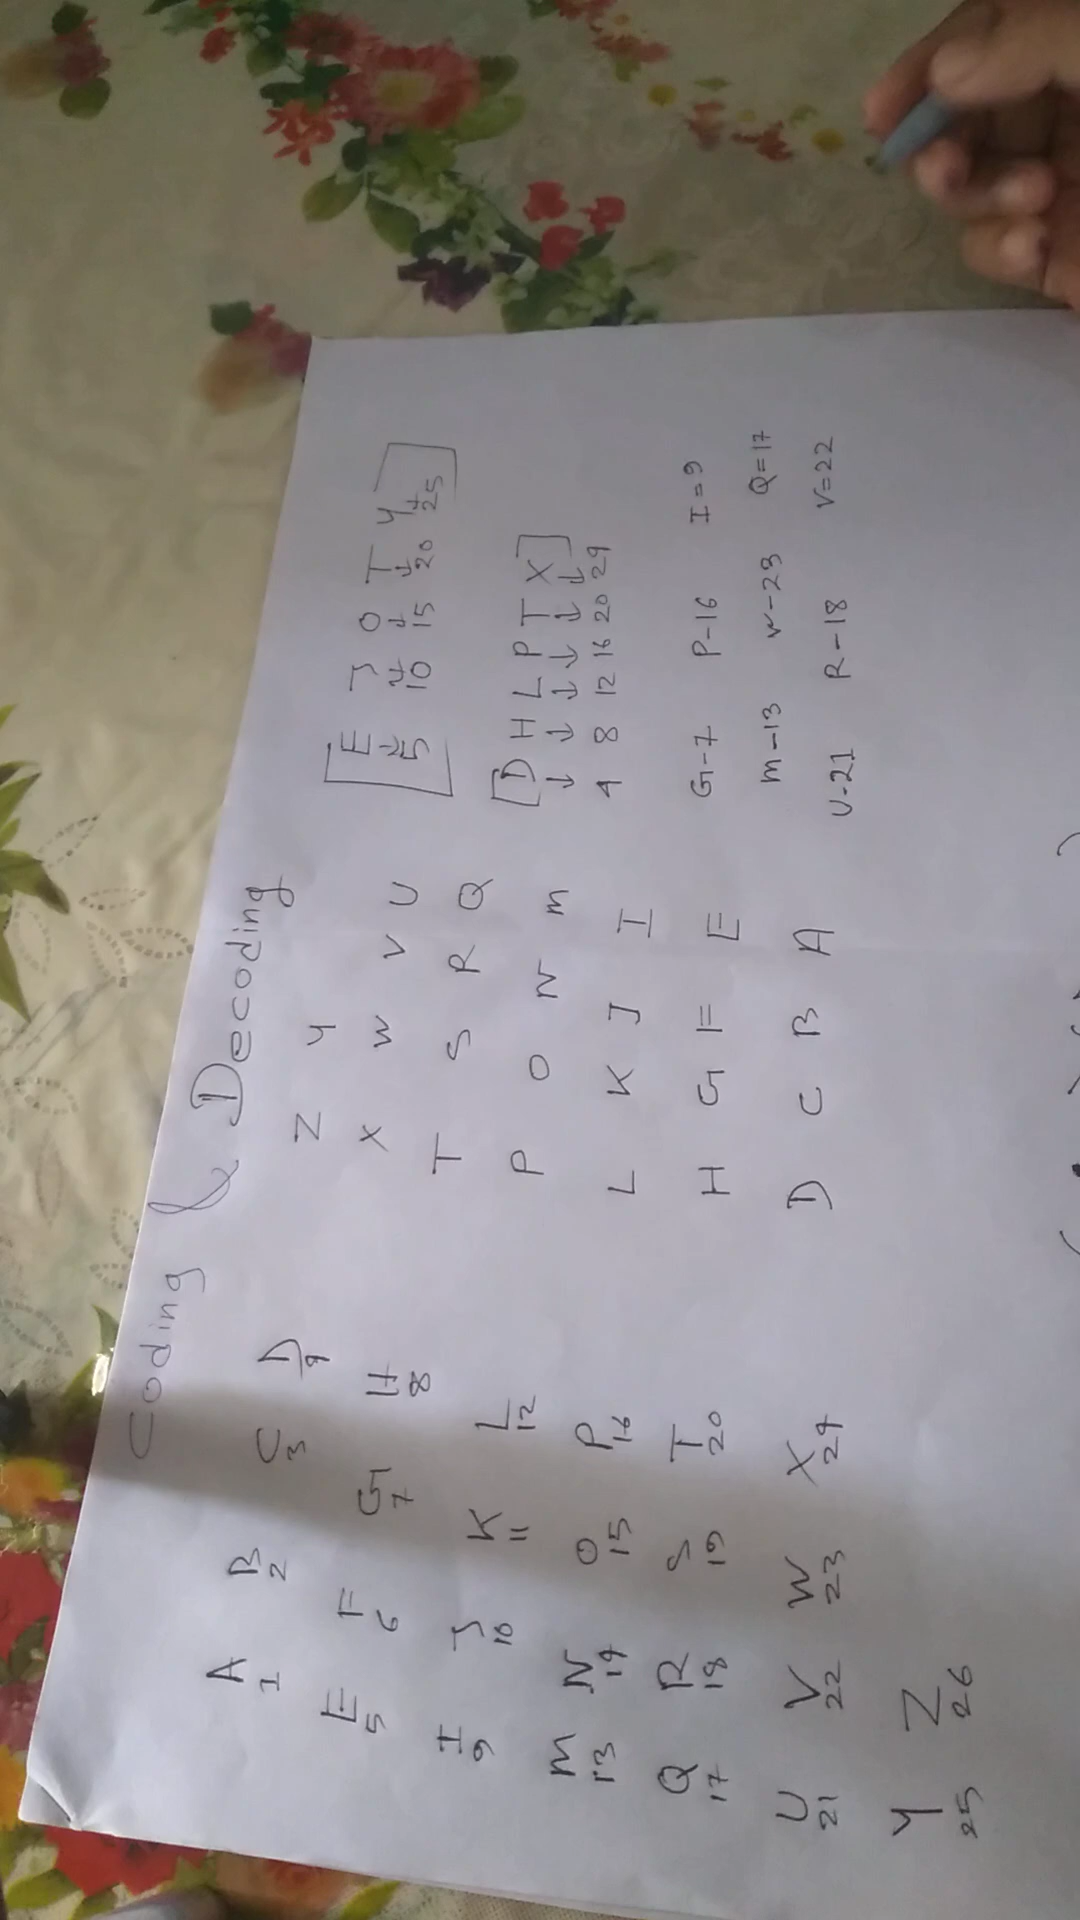 Coding & Decoding
A B C D
1 2 3 4
E F G H
5 6 7 8
I J K L
9 10 11 12
M N O P
13 14 15 16
Q R S T
17 18 19 20
U V W X
21 22 23 24
Y Z
25 26
Z Y
X W V U
T S R Q
P O N M
L K J I
H G F E
D C B A
[E J O T Y]
↓ ↓ ↓ ↓ ↓
5 10 15 20 25
[D H L P T X]
↓ ↓ ↓ ↓ ↓ ↓
4 8 12 16 20 24
G-7 P-16 I=9
M-13 W-23 Q=17
U-21 R-18 V=22